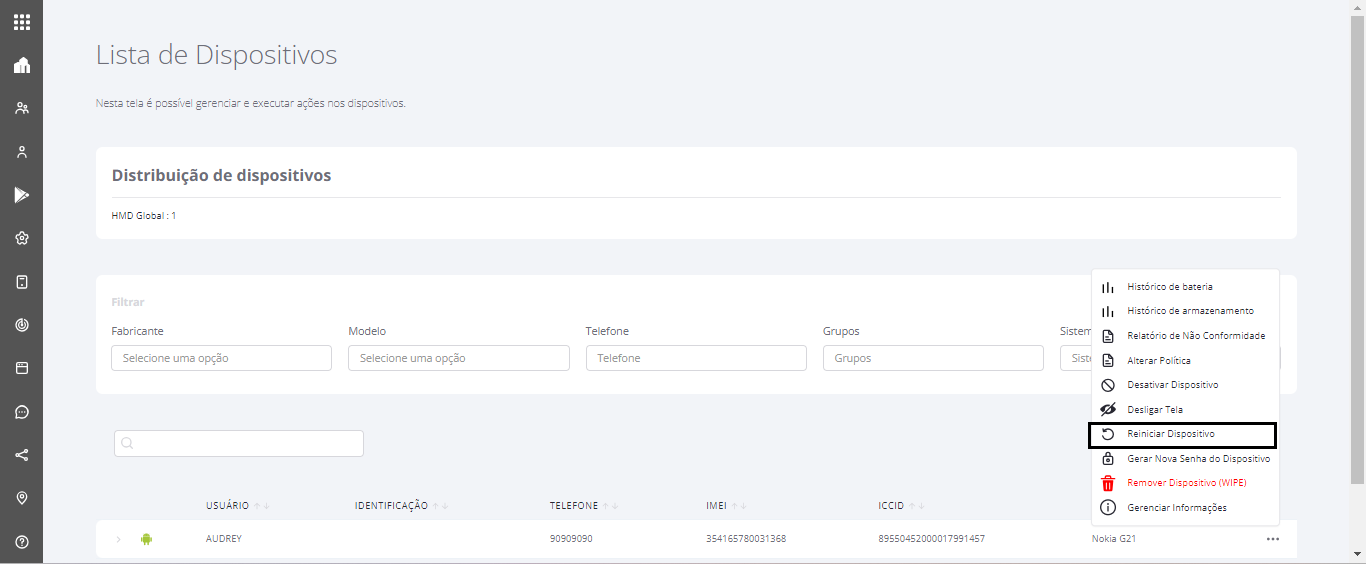 Lista de Dispositivos
Nesta tela é possível gerenciar e executar ações nos dispositivos.
Distribuição de dispositivos
HMD Global : 1
Filtrar
Fabricante
Modelo
Telefone
Grupos
Sistem
Selecione uma opção
Selecione uma opção
Telefone
Grupos
Siste
Histórico de bateria
Histórico de armazenamento
Relatório de Não Conformidade
Alterar Política
Desativar Dispositivo
Desligar Tela
Reiniciar Dispositivo
Gerar Nova Senha do Dispositivo
Remover Dispositivo (WIPE)
Gerenciar Informações
USUÁRIO IDENTIFICAÇÃO TELEFONE IMEI ICCID
AUDREY 90909090 354165780031368 89550452000017991457 Nokia G21